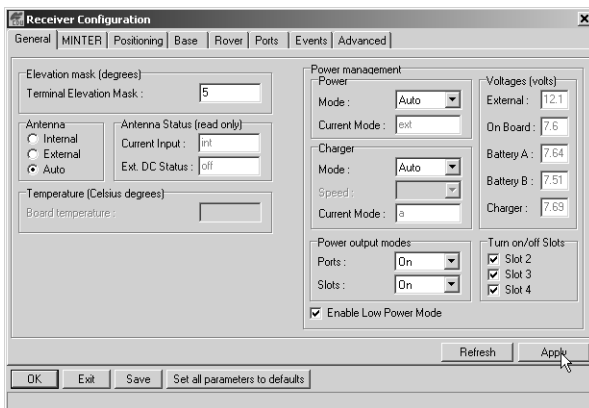 Receiver Configuration
General MINTER Positioning Base Rover Ports Events Advanced
Elevation mask (degrees)
Terminal Elevation Mask : 5
Antenna
Internal
External
Auto
Antenna Status (read only)
Current Input : int
Ext. DC Status : off
Temperature (Celsius degrees)
Board temperature :
Power management
Power
Mode : Auto
Current Mode : ext
Charger
Mode : Auto
Speed :
Current Mode : a
Power output modes
Ports : On
Slots : On
Enable Low Power Mode
Voltages (volts)
External : 12.1
On Board : 7.6
Battery A : 7.64
Battery B : 7.51
Charger : 7.69
Turn on/off Slots
Slot 2
Slot 3
Slot 4
Refresh Apply
OK Exit Save Set all parameters to defaults